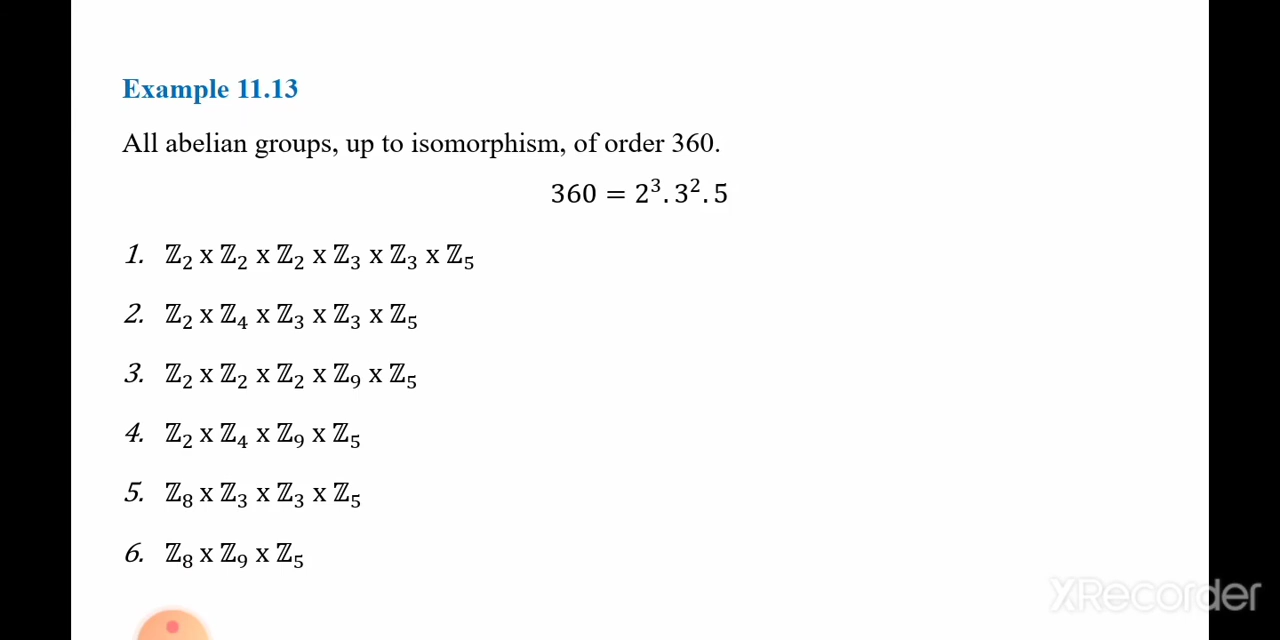 Example 11.13
All abelian groups, up to isomorphism, of order 360.
360 = 2³. 3². 5
1. ℤ₂ x ℤ₂ x ℤ₂ x ℤ₃ x ℤ₃ x ℤ₅
2. ℤ₂ x ℤ₄ x ℤ₃ x ℤ₃ x ℤ₅
3. ℤ₂ x ℤ₂ x ℤ₂ x ℤ₉ x ℤ₅
4. ℤ₂ x ℤ₄ x ℤ₉ x ℤ₅
5. ℤ₈ x ℤ₃ x ℤ₃ x ℤ₅
6. ℤ₈ x ℤ₉ x ℤ₅
XRecorder